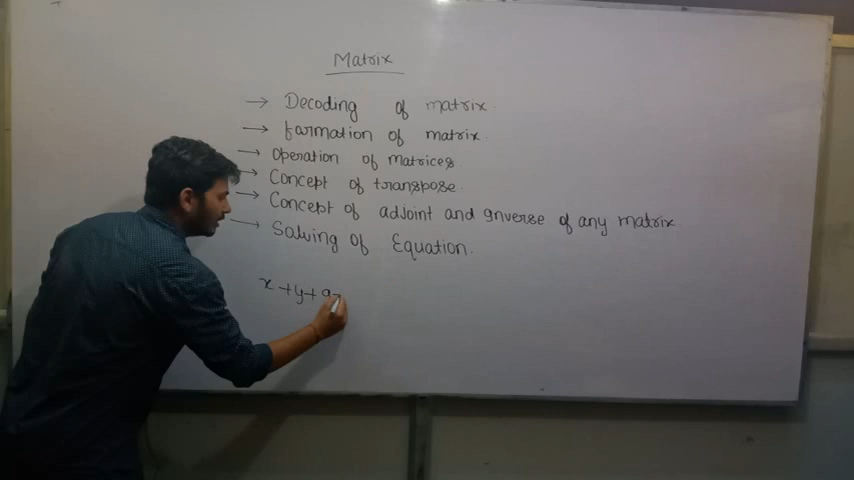 Matrix
→ Decoding of matrix.
→ Formation of matrix.
→ Operation of Matrices
→ Concept of transpose.
→ Concept of adjoint and Inverse of any matrix.
→ Solving of Equation.
x + y +